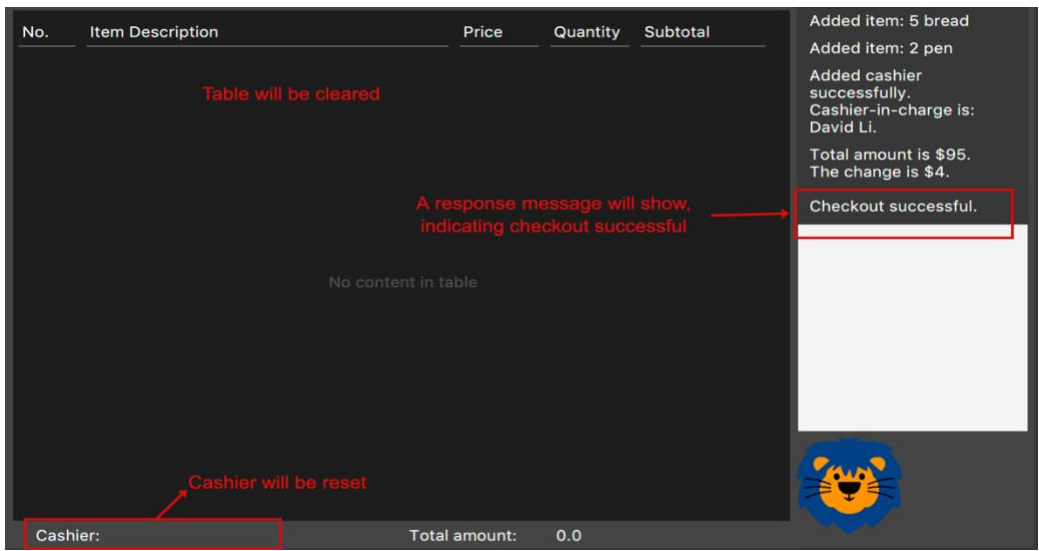 No. Item Description Price Quantity Subtotal
Table will be cleared
A response message will show,
indicating checkout successful
No content in table
Cashier will be reset
Cashier: Total amount: 0.0
Added item: 5 bread
Added item: 2 pen
Added cashier
successfully.
Cashier-in-charge is:
David Li.
Total amount is $95.
The change is $4.
Checkout successful.